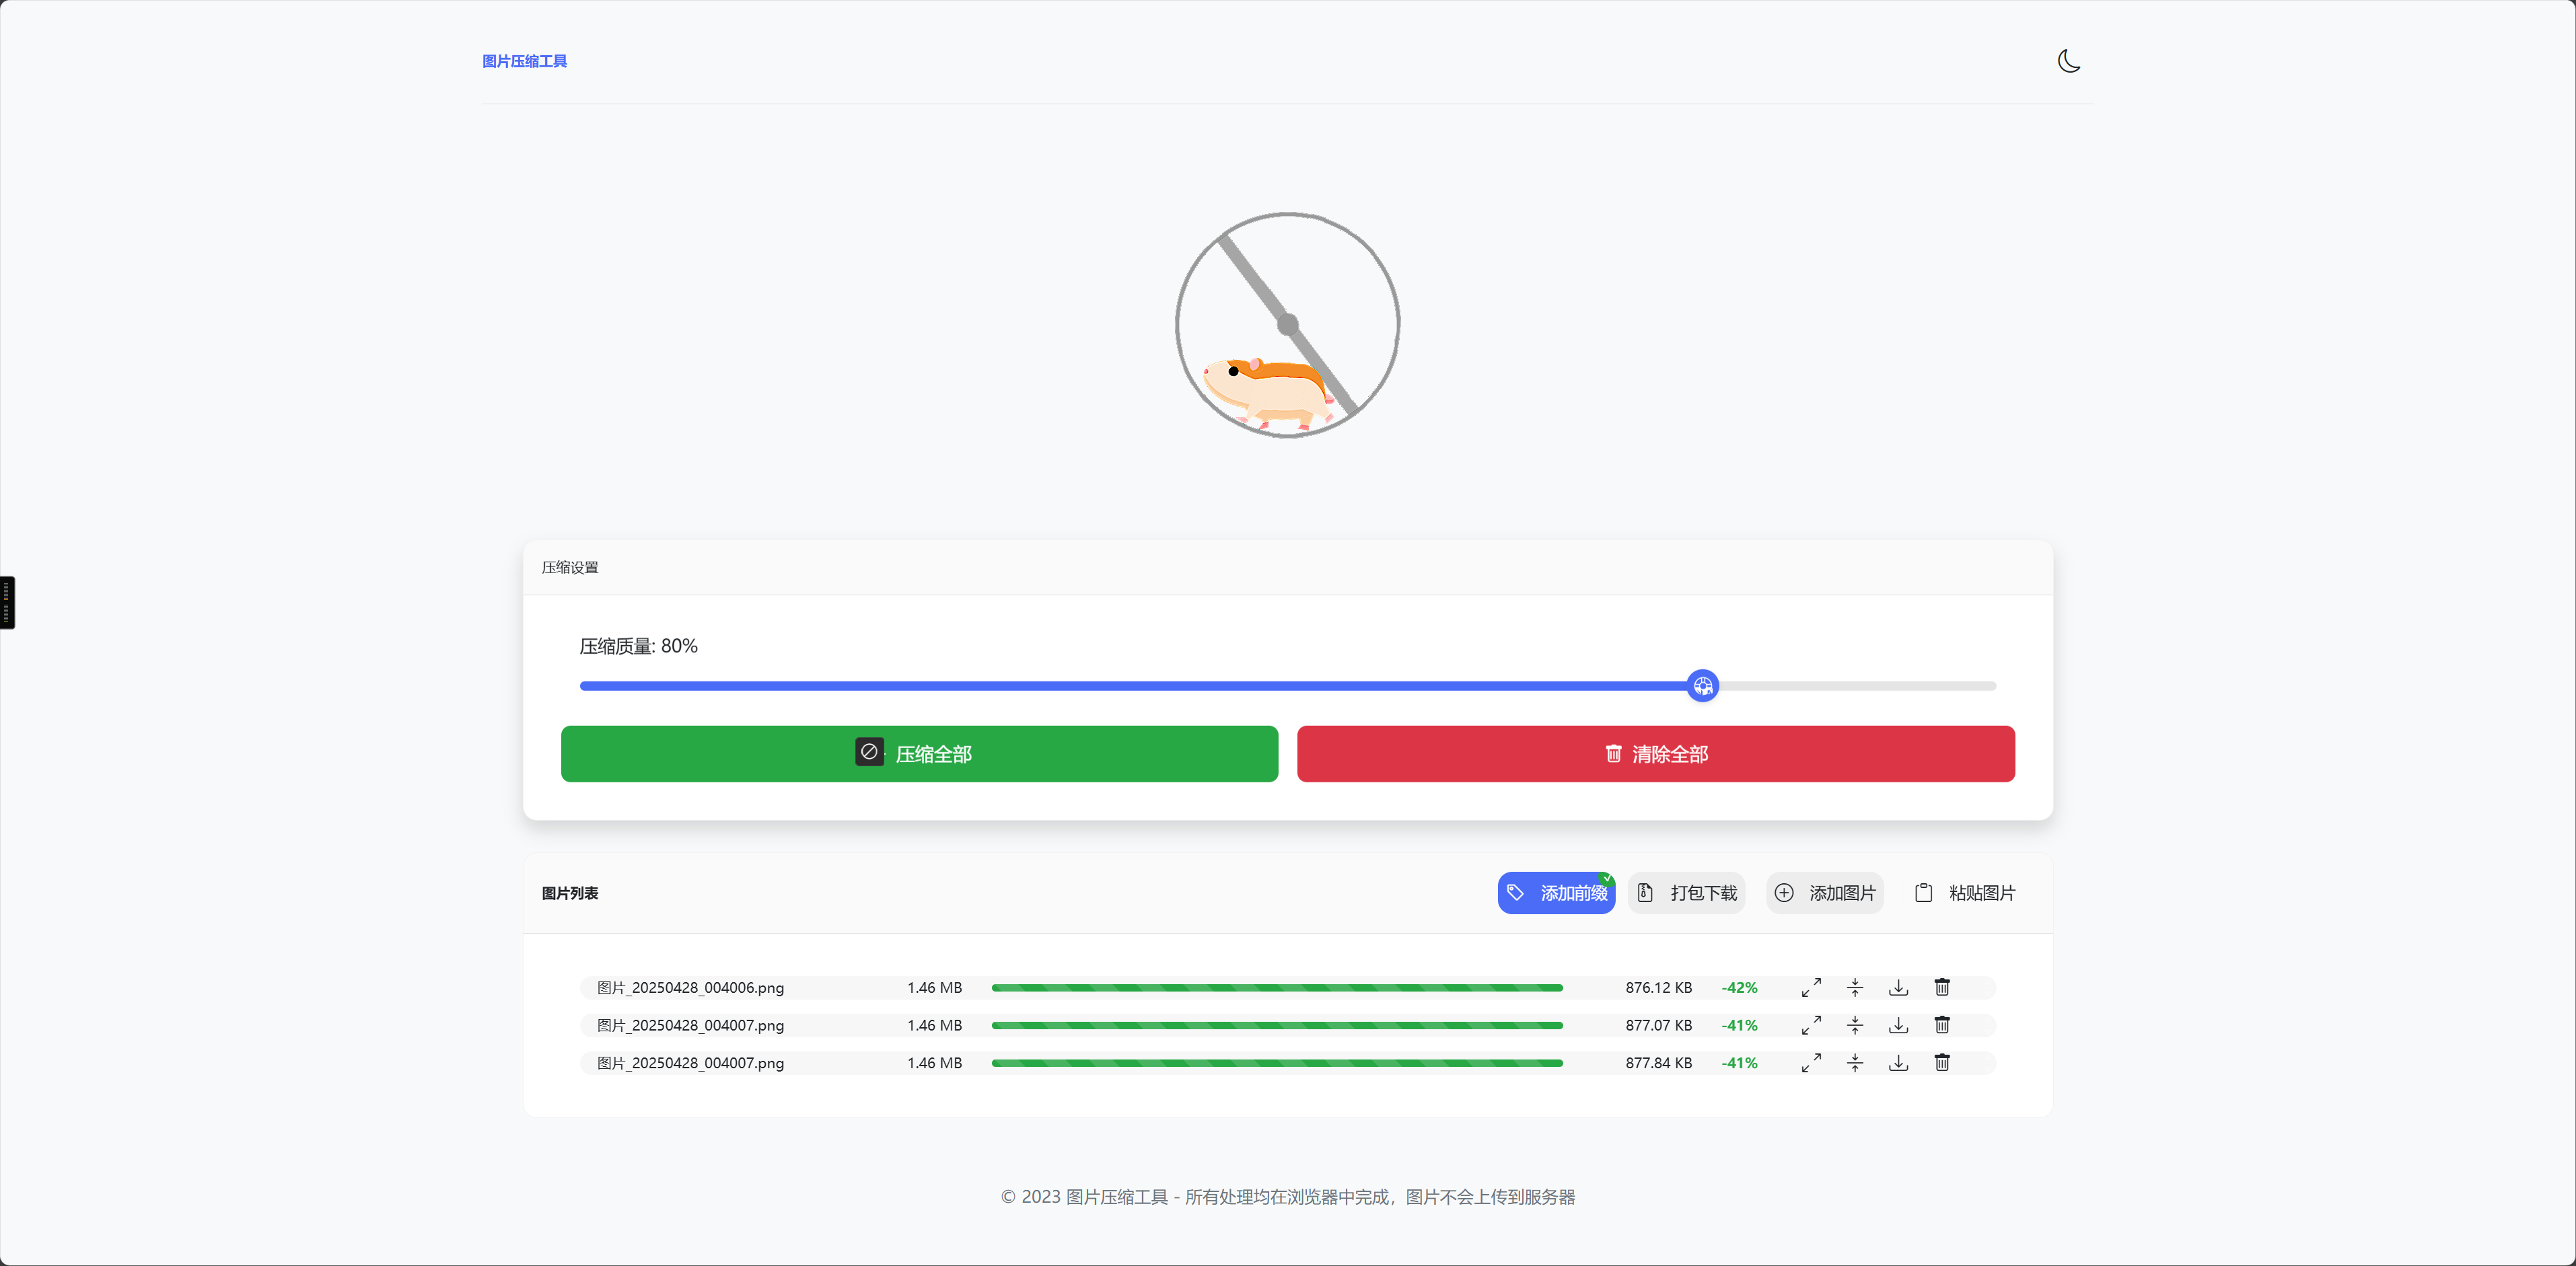 图片压缩工具
压缩设置
压缩质量: 80%
压缩全部
清除全部
图片列表
添加前缀
打包下载
添加图片
粘贴图片
图片_20250428_004006.png 1.46 MB 876.12 KB -42%
图片_20250428_004007.png 1.46 MB 877.07 KB -41%
图片_20250428_004007.png 1.46 MB 877.84 KB -41%
© 2023 图片压缩工具 - 所有处理均在浏览器中完成，图片不会上传到服务器